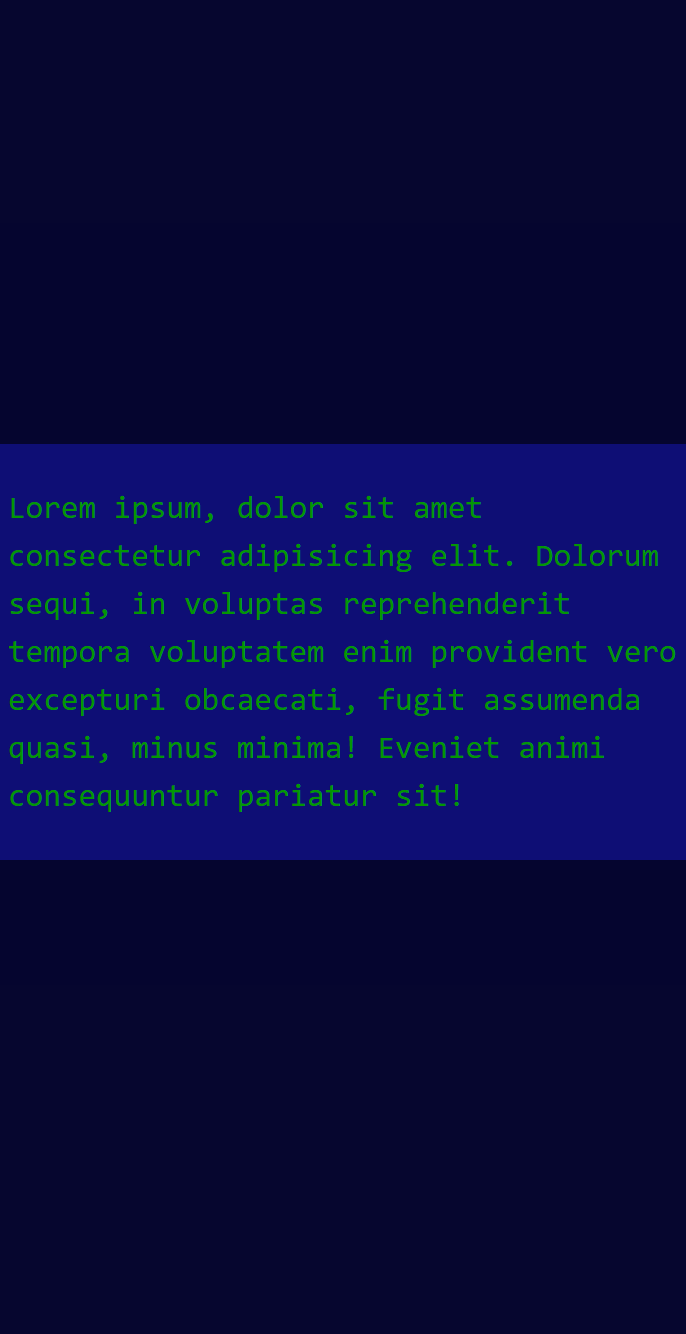 Lorem ipsum, dolor sit amet
consectetur adipisicing elit. Dolorum
sequi, in voluptas reprehenderit
tempora voluptatem enim provident vero
excepturi obcaecati, fugit assumenda
quasi, minus minima! Eveniet animi
consequuntur pariatur sit!